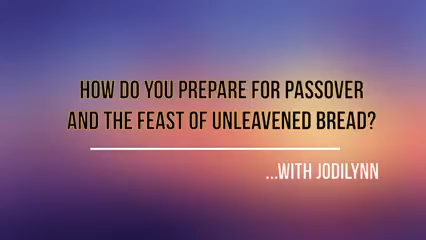 HOW DO YOU PREPARE FOR PASSOVER
AND THE FEAST OF UNLEAVENED BREAD?
...WITH JODILYNN